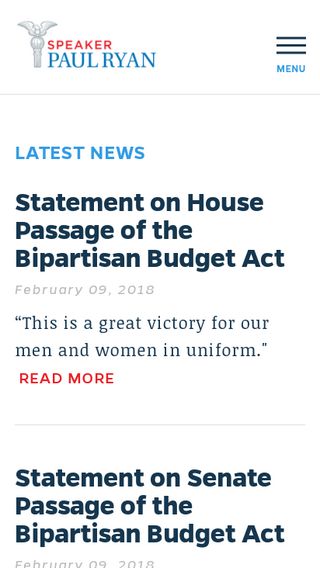 SPEAKER
PAUL RYAN
MENU
LATEST NEWS
Statement on House
Passage of the
Bipartisan Budget Act
February 09, 2018
“This is a great victory for our
men and women in uniform."
READ MORE
Statement on Senate
Passage of the
Bipartisan Budget Act
February 09, 2018